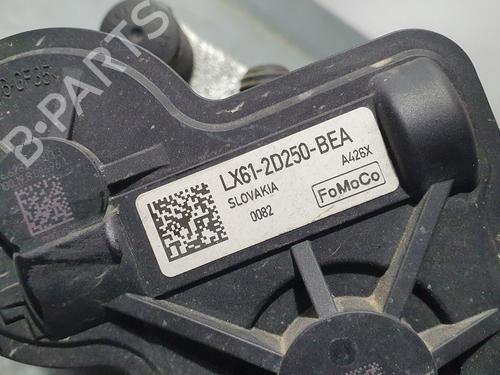 B-PARTS
LX61-2D250-BEA
SLOVAKIA
A426X
0082
FoMoCo